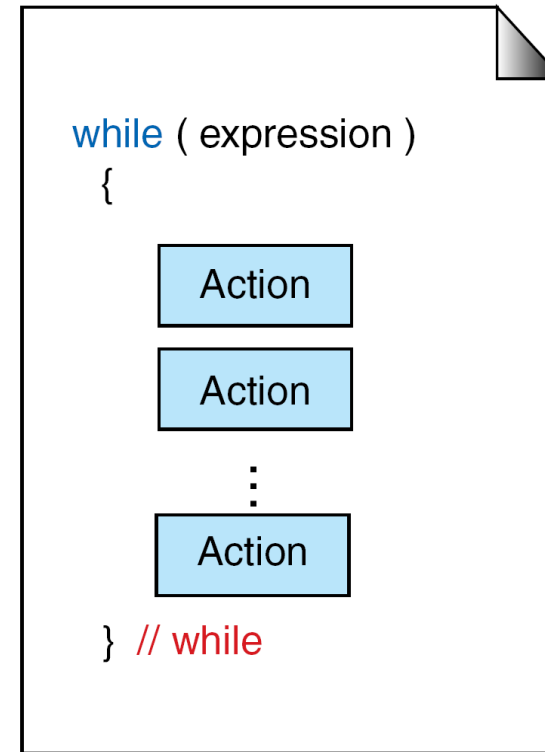 while ( expression )
{
Action
Action
⋮
Action
} // while